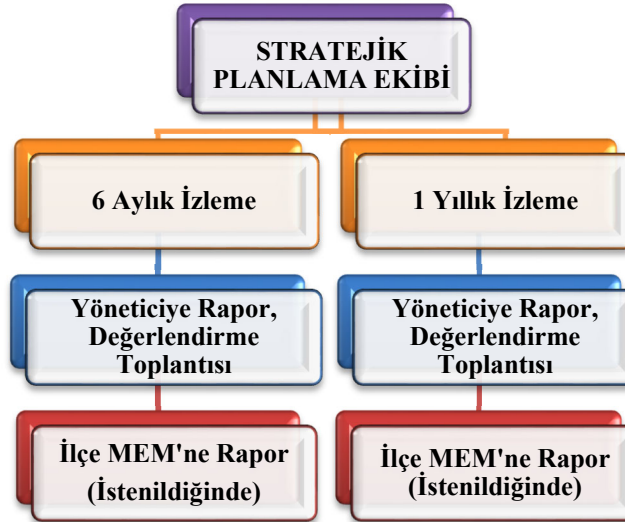 STRATEJİK
PLANLAMA EKİBİ
6 Aylık İzleme
1 Yıllık İzleme
Yöneticiye Rapor,
Değerlendirme
Toplantısı
Yöneticiye Rapor,
Değerlendirme
Toplantısı
İlçe MEM'ne Rapor
(İstenildiğinde)
İlçe MEM'ne Rapor
(İstenildiğinde)